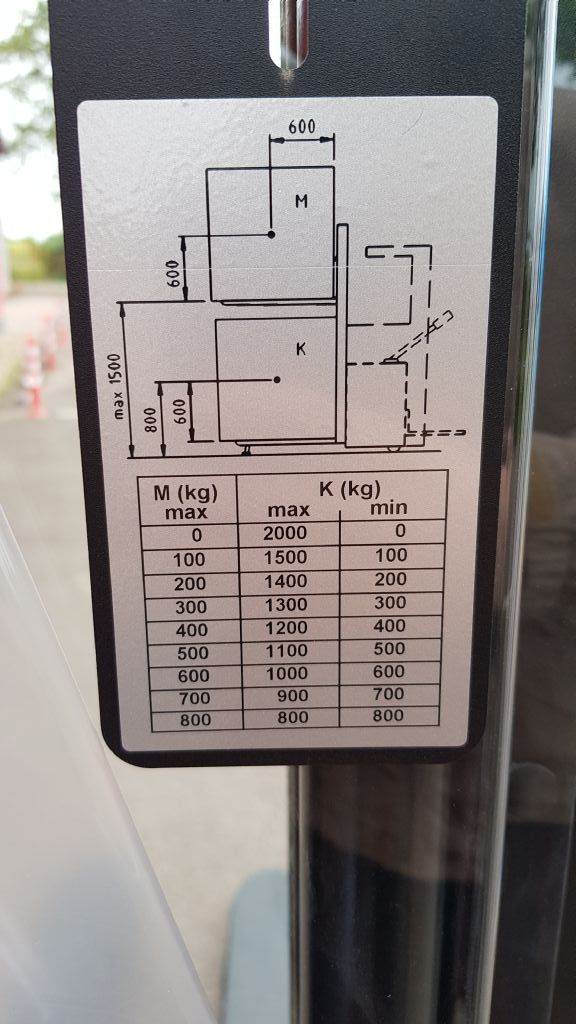 600
M
600
K
max 1500
800
600
M (kg) K (kg)
max max min
0 2000 0
100 1500 100
200 1400 200
300 1300 300
400 1200 400
500 1100 500
600 1000 600
700 900 700
800 800 800